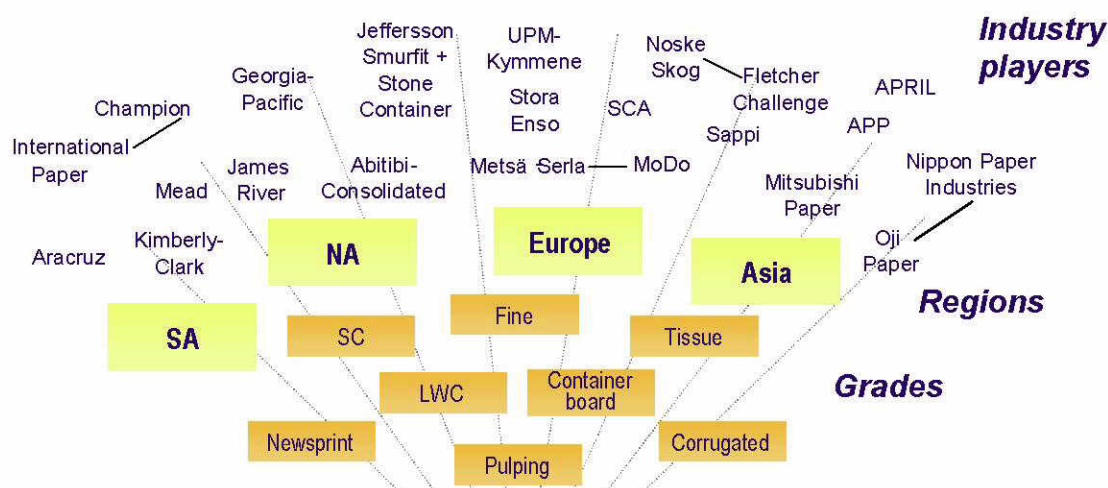 Industry
players
Jeffersson
Smurfit +
Stone
Container
UPM-
Kymmene
Noske
Skog
Georgia-
Pacific
Fletcher
Challenge
APRIL
Champion
Stora
Enso
SCA
Sappi
APP
International
Paper
James
River
Abitibi-
Consolidated
Metsä -Serla
MoDo
Nippon Paper
Industries
Mead
Mitsubishi
Paper
Aracruz
Kimberly-
Clark
NA
Europe
Asia
Oji
Paper
SA
Regions
SC
Fine
Tissue
Grades
LWC
Container
board
Newsprint
Pulping
Corrugated